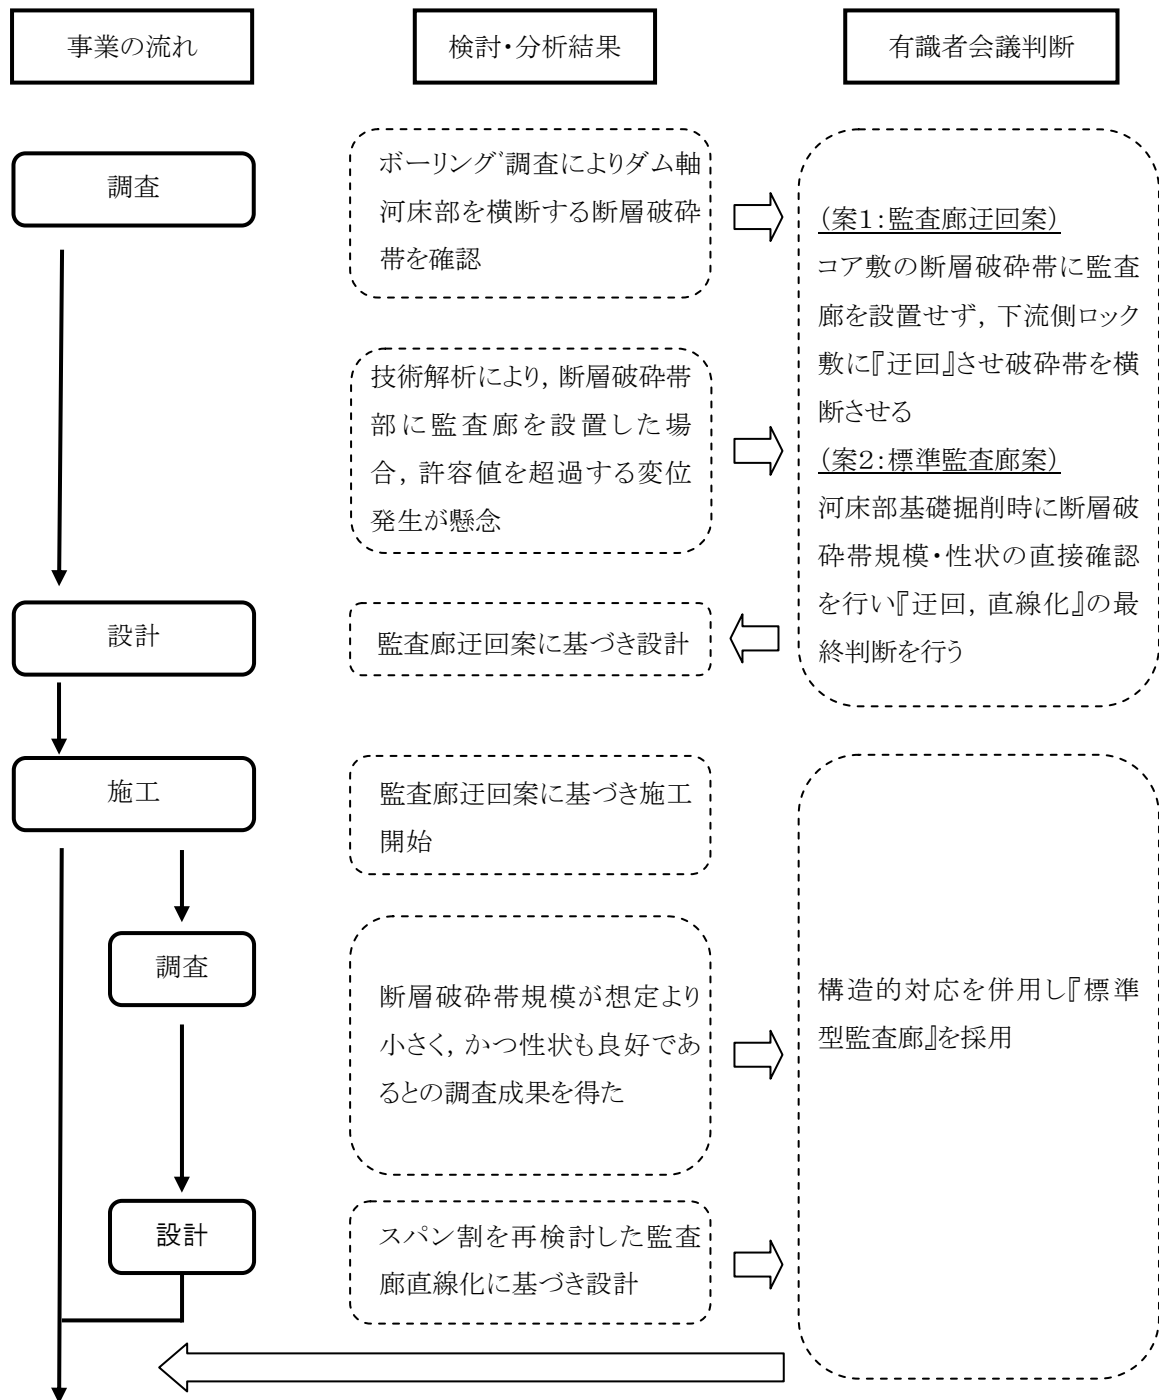 事業の流れ
検討・分析結果
有識者会議判断
調査
ボーリング゛調査によりダム軸
河床部を横断する断層破砕
帯を確認
(案1:監査廊迂回案)
コア敷の断層破砕帯に監査
廊を設置せず, 下流側ロック
敷に『迂回』させ破砕帯を横
断させる
(案2:標準監査廊案)
河床部基礎掘削時に断層破
砕帯規模・性状の直接確認
を行い『迂回, 直線化』の最
終判断を行う
技術解析により, 断層破砕帯
部に監査廊を設置した場
合, 許容値を超過する変位
発生が懸念
設計
監査廊迂回案に基づき設計
施工
監査廊迂回案に基づき施工
開始
調査
断層破砕帯規模が想定より
小さく, かつ性状も良好であ
るとの調査成果を得た
構造的対応を併用し『標準
型監査廊』を採用
設計
スパン割を再検討した監査
廊直線化に基づき設計